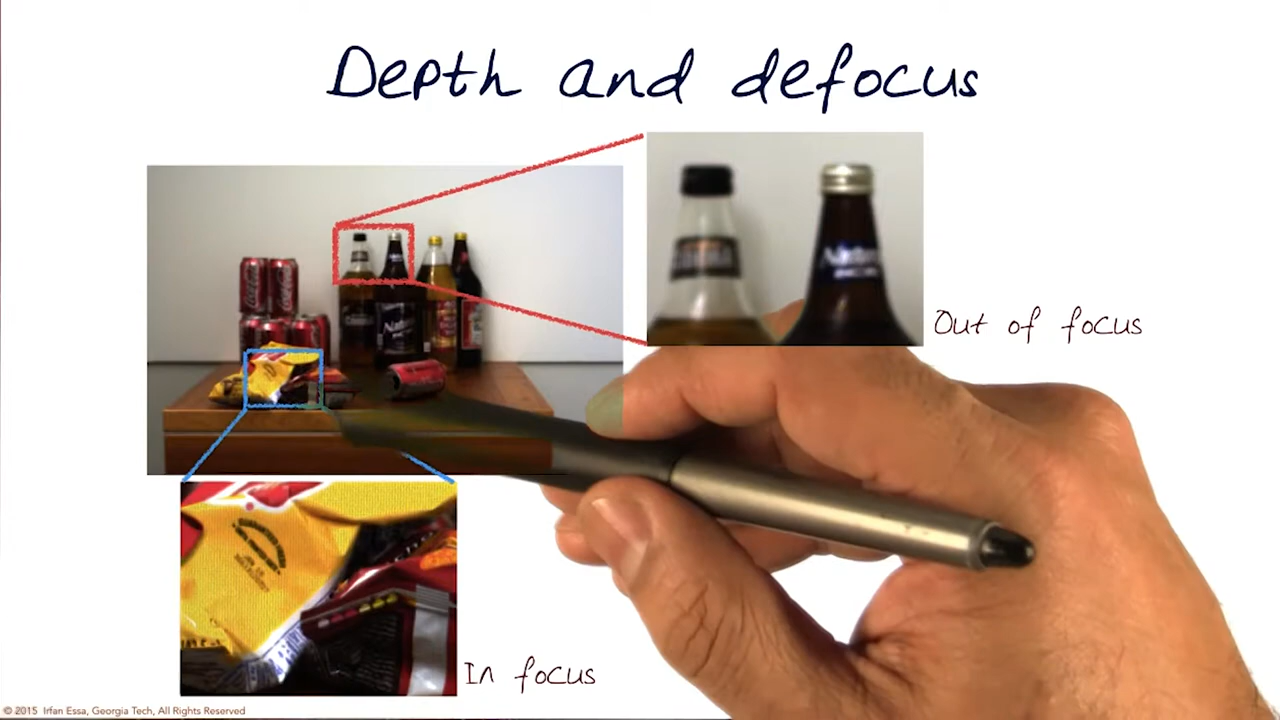 Depth and defocus
Out of focus
In focus
© 2015 Irfan Essa, Georgia Tech, All Rights Reserved